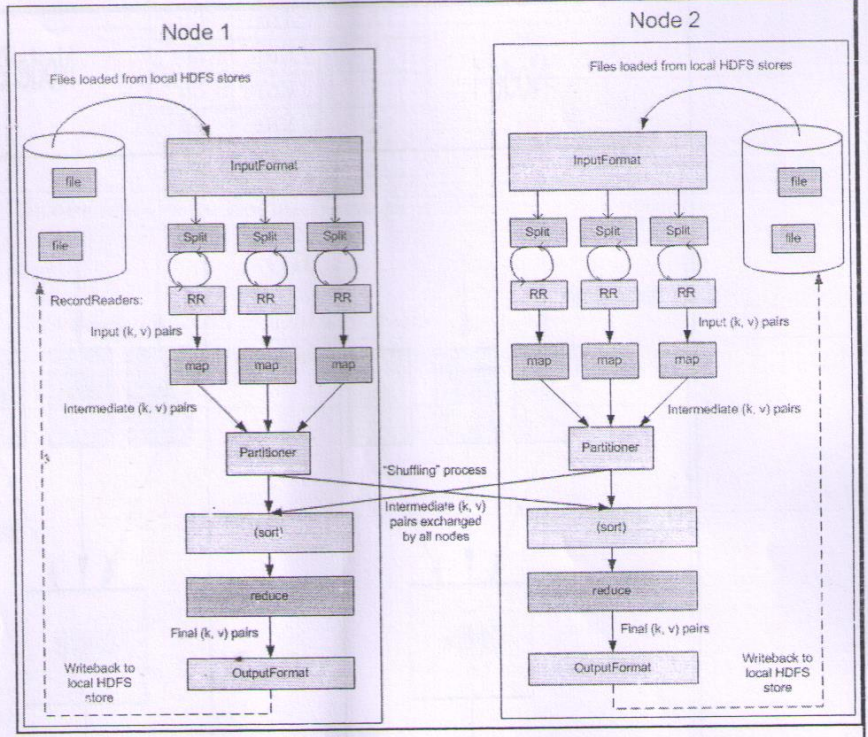 Node 1
Files loaded from local HDFS stores
InputFormat
file
file
Split Split Split
RecordReaders:
RR RR RR
Input (k, v) pairs
map map map
Intermediate (k, v) pairs
Partitioner
"Shuffling" process
Intermediate (k, v)
pairs exchanged
by all nodes
(sort)
reduce
Final (k, v) pairs
OutputFormat
Writeback to
local HDFS
store
Node 2
Files loaded from local HDFS stores
InputFormat
file
file
Split Split Split
RR RR RR
Input (k, v) pairs
map map map
Intermediate (k, v) pairs
Partitioner
(sort)
reduce
Final (k, v) pairs
OutputFormat
Writeback to
local HDFS
store